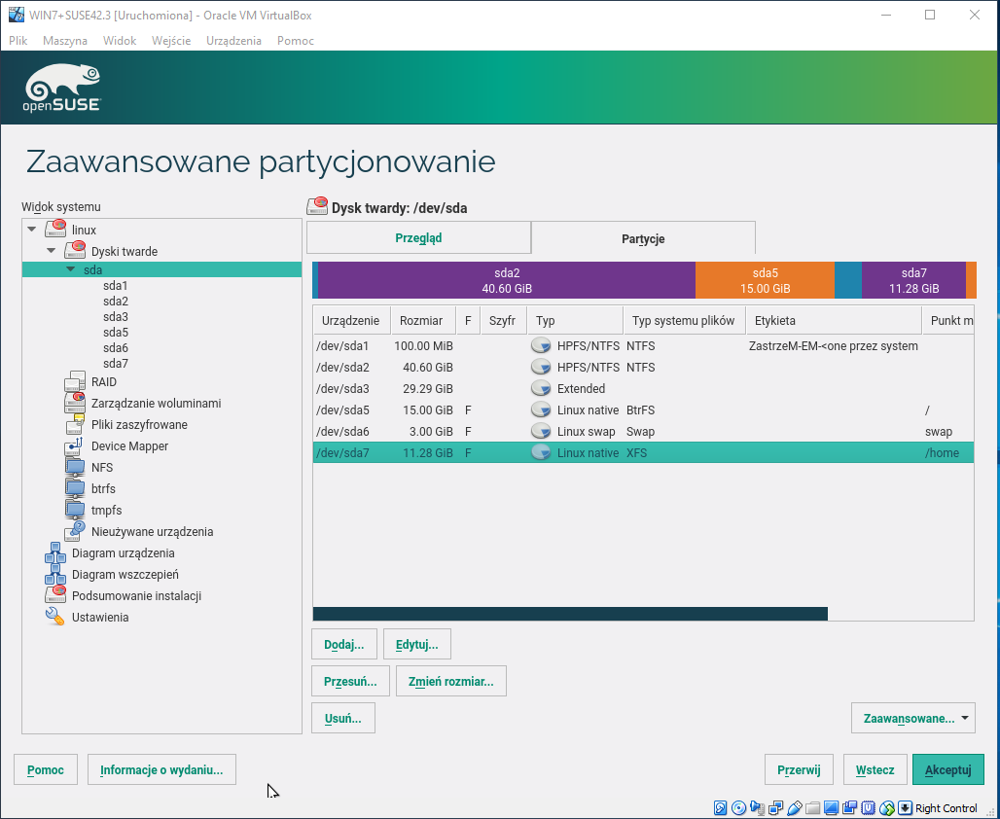 WIN7+SUSE42.3 [Uruchomiona] - Oracle VM VirtualBox
Plik Maszyna Widok Wejście Urządzenia Pomoc
openSUSE
Zaawansowane partycjonowanie
Widok systemu
linux
Dyski twarde
sda
sda1
sda2
sda3
sda5
sda6
sda7
RAID
Zarządzanie woluminami
Pliki zaszyfrowane
Device Mapper
NFS
btrfs
tmpfs
Nieużywane urządzenia
Diagram urządzenia
Diagram wszczepień
Podsumowanie instalacji
Ustawienia
Dysk twardy: /dev/sda
Przegląd Partycje
sda2 sda5 sda7
40.60 GiB 15.00 GiB 11.28 GiB
Urządzenie Rozmiar F Szyfr Typ Typ systemu plików Etykieta Punkt m
/dev/sda1 100.00 MiB HPFS/NTFS NTFS ZastrzeM-EM-<one przez system
/dev/sda2 40.60 GiB HPFS/NTFS NTFS
/dev/sda3 29.29 GiB Extended
/dev/sda5 15.00 GiB F Linux native BtrFS /
/dev/sda6 3.00 GiB F Linux swap Swap swap
/dev/sda7 11.28 GiB F Linux native XFS /home
Dodaj... Edytuj...
Przesuń... Zmień rozmiar...
Usuń... Zaawansowane...
Pomoc Informacje o wydaniu... Przerwij Wstecz Akceptuj
Right Control